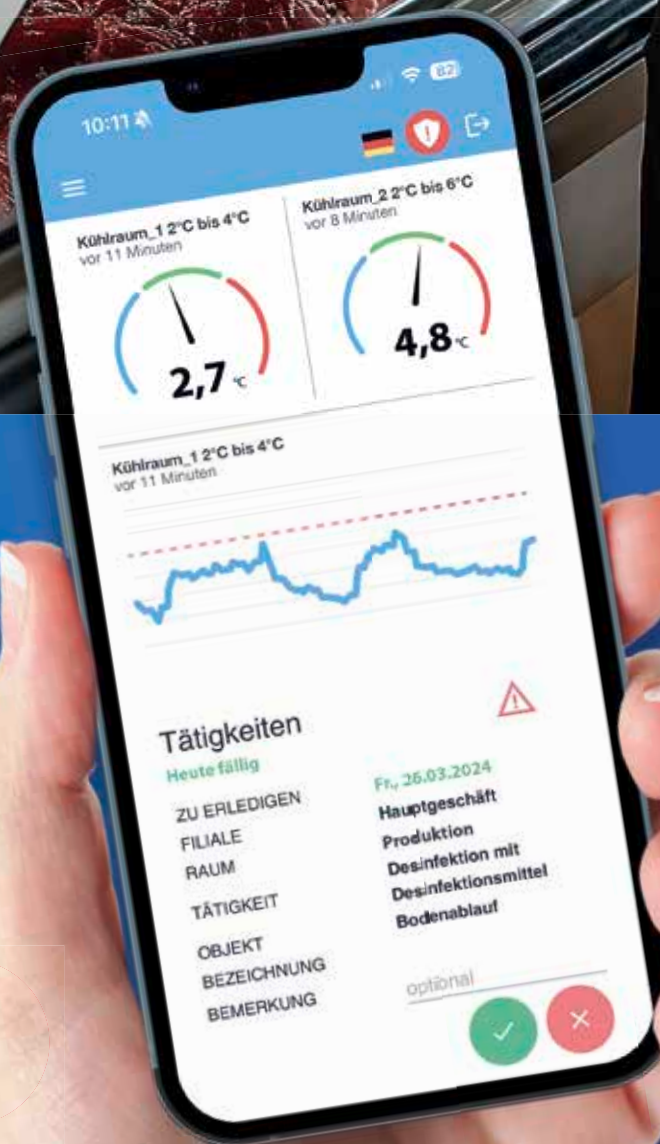 10:11
82
Kühlraum_1 2°C bis 4°C
vor 11 Minuten
2,7 °C
Kühlraum_2 2°C bis 6°C
vor 8 Minuten
4,8 °C
Kühlraum_1 2°C bis 4°C
vor 11 Minuten
Tätigkeiten
Heute fällig
ZU ERLEDIGEN Fr., 26.03.2024
FILIALE Hauptgeschäft
RAUM Produktion
TÄTIGKEIT Desinfektion mit
Desinfektionsmittel
OBJEKT Bodenablauf
BEZEICHNUNG
BEMERKUNG optional